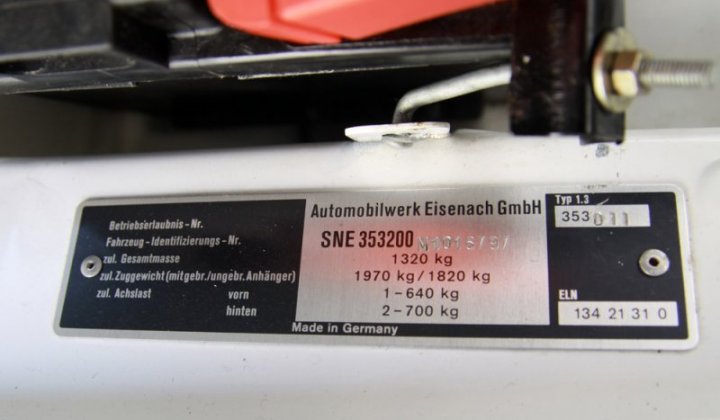 Automobilwerk Eisenach GmbH
Typ 1.3
Betriebserlaubnis-Nr.
353011
Fahrzeug-Identifizierungs-Nr. SNE 353200
zul. Gesamtmasse 1320 kg
zul. Zuggewicht (mitgebr./ungebr. Anhänger) 1970 kg/1820 kg
zul. Achslast vorn 1-640 kg
ELN
hinten 2-700 kg
134 21 31 0
Made in Germany